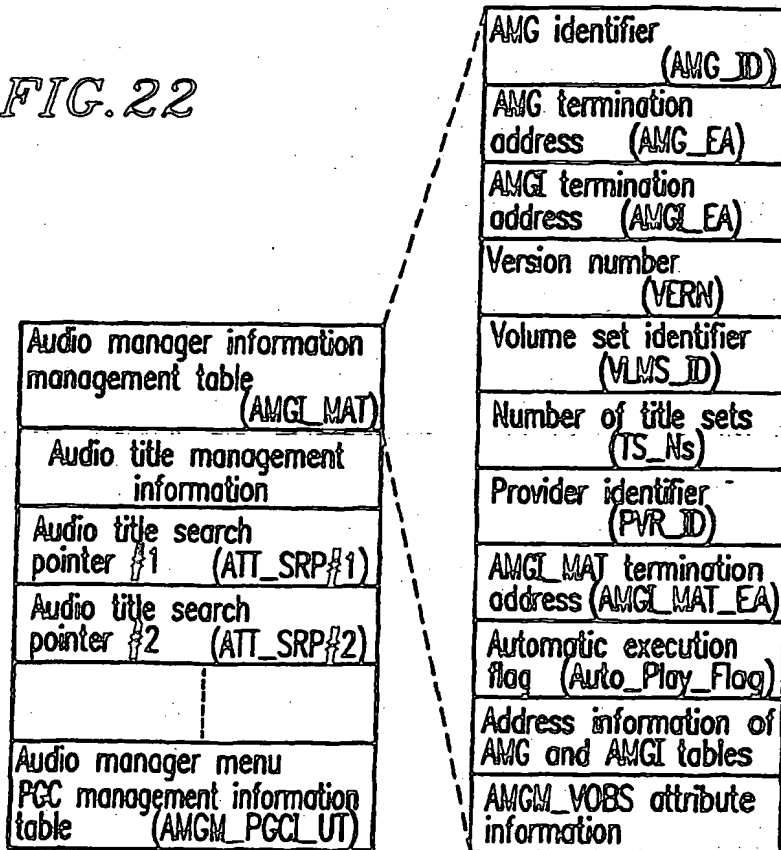 FIG.22
Audio manager information
management table
(AMGI_MAT)
Audio title management
information
Audio title search
pointer #1 (ATT_SRP#1)
Audio title search
pointer #2 (ATT_SRP#2)
Audio manager menu
PGC management information
table (AMGM_PGCI_UT)
AMG identifier
(AMG_ID)
AMG termination
address (AMG_EA)
AMGI termination
address (AMGI_EA)
Version number
(VERN)
Volume set identifier
(VLMS_ID)
Number of title sets
(TS_Ns)
Provider identifier
(PVR_ID)
AMGI_MAT termination
address (AMGI_MAT_EA)
Automatic execution
flag (Auto_Play_Flag)
Address information of
AMG and AMGI tables
AMGM_VOBS attribute
information